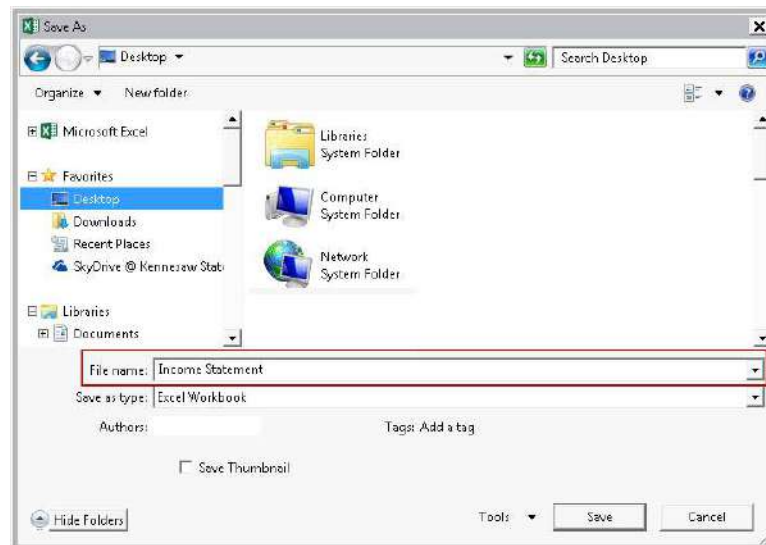 Save As
Desktop
Search Desktop
Organize
New folder
Microsoft Excel
Favorites
Desktop
Downloads
Recent Places
SkyDrive @ Kennesaw Stat
Libraries
Documents
Libraries
System Folder
Computer
System Folder
Network
System Folder
File name: Income Statement
Save as type: Excel Workbook
Authors:
Tags: Add a tag
Save Thumbnail
Hide Folders
Tools
Save
Cancel